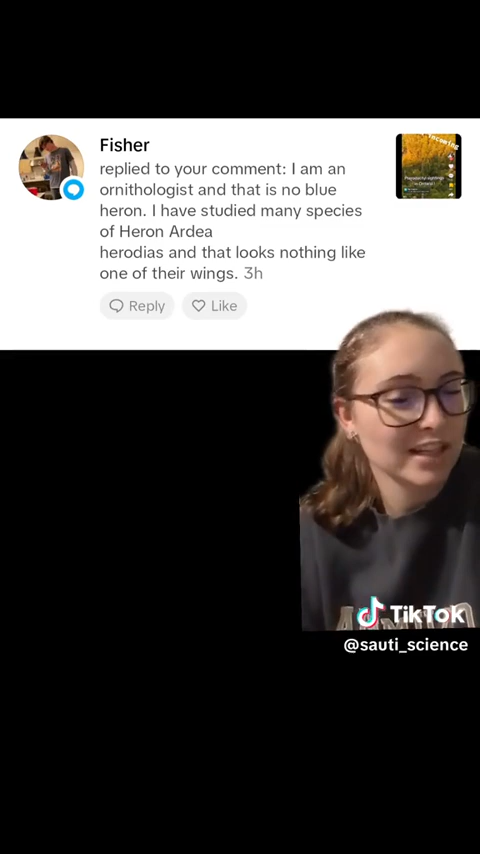 Fisher
replied to your comment: I am an
ornithologist and that is no blue
heron. I have studied many species
of Heron Ardea
herodias and that looks nothing like
one of their wings. 3h
Reply Like
TikTok
@sauti_science